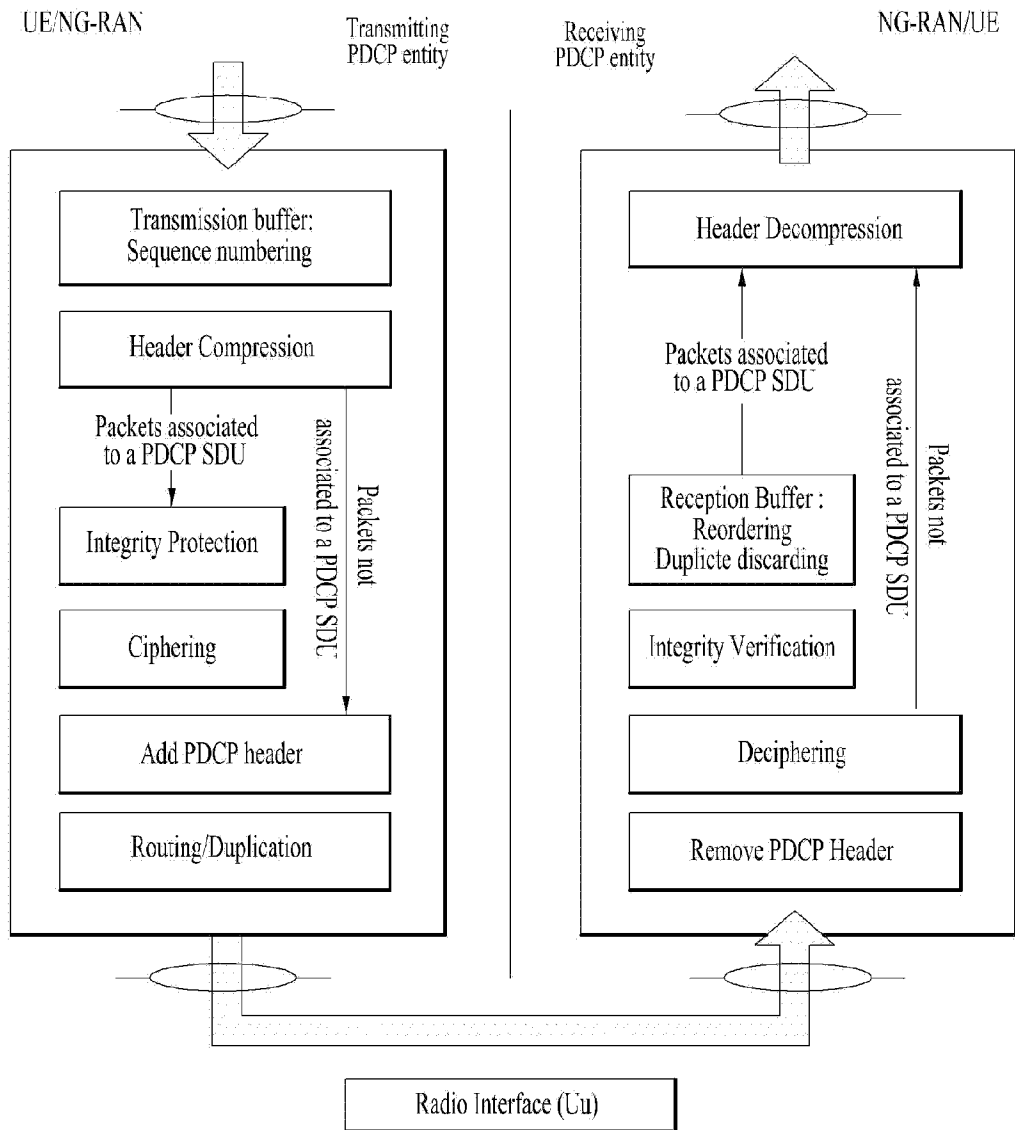 UE/NG-RAN
Transmitting
PDCP entity
Receiving
PDCP entity
NG-RAN/UE
Transmission buffer:
Sequence numbering
Header Compression
Packets associated
to a PDCP SDU
Packets not
associated to a PDCP SDU
Integrity Protection
Ciphering
Add PDCP header
Routing/Duplication
Header Decompression
Packets associated
to a PDCP SDU
Packets not
associated to a PDCP SDU
Reception Buffer :
Reordering
Duplicte discarding
Integrity Verification
Deciphering
Remove PDCP Header
Radio Interface (Uu)